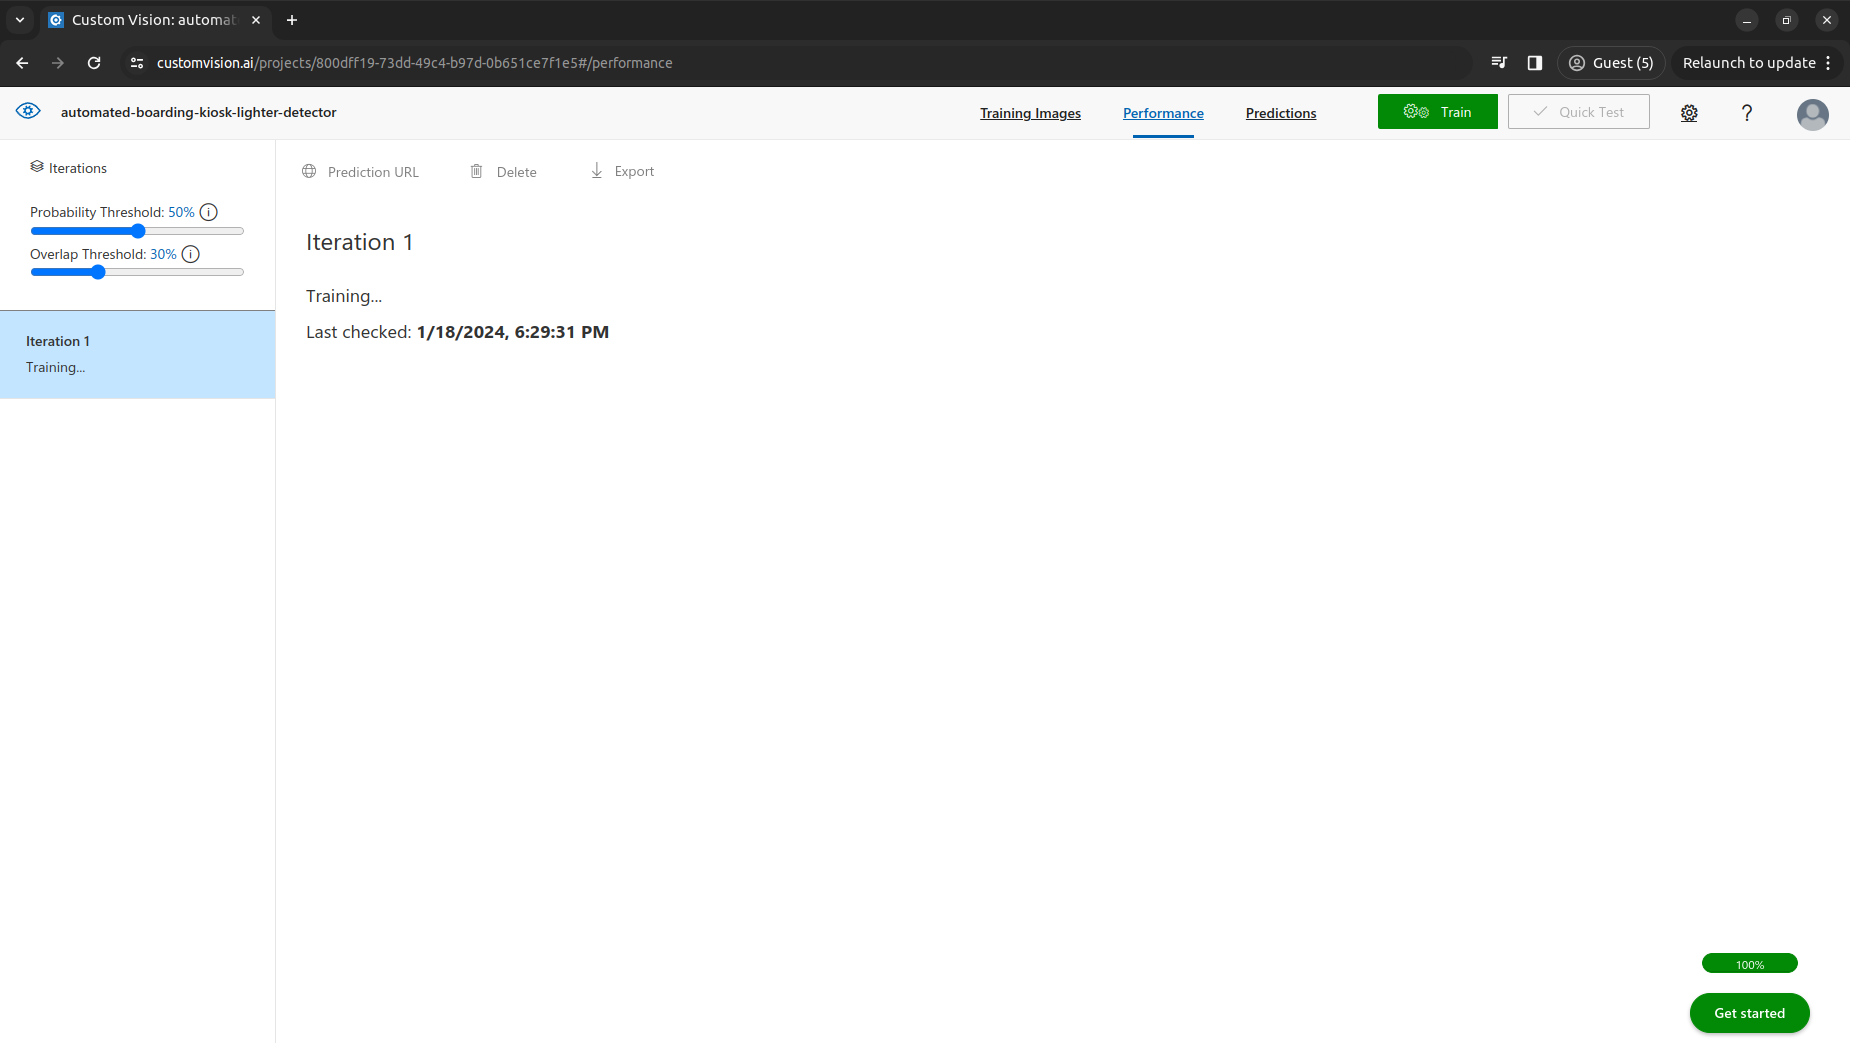 Custom Vision: automat
customvision.ai/projects/800dff19-73dd-49c4-b97d-0b651ce7f1e5#/performance
Guest (5)
Relaunch to update
automated-boarding-kiosk-lighter-detector
Training Images
Performance
Predictions
Train
Quick Test
?
Iterations
Prediction URL
Delete
Export
Probability Threshold: 50%
Overlap Threshold: 30%
Iteration 1
Training...
Iteration 1
Training...
Last checked: 1/18/2024, 6:29:31 PM
100%
Get started